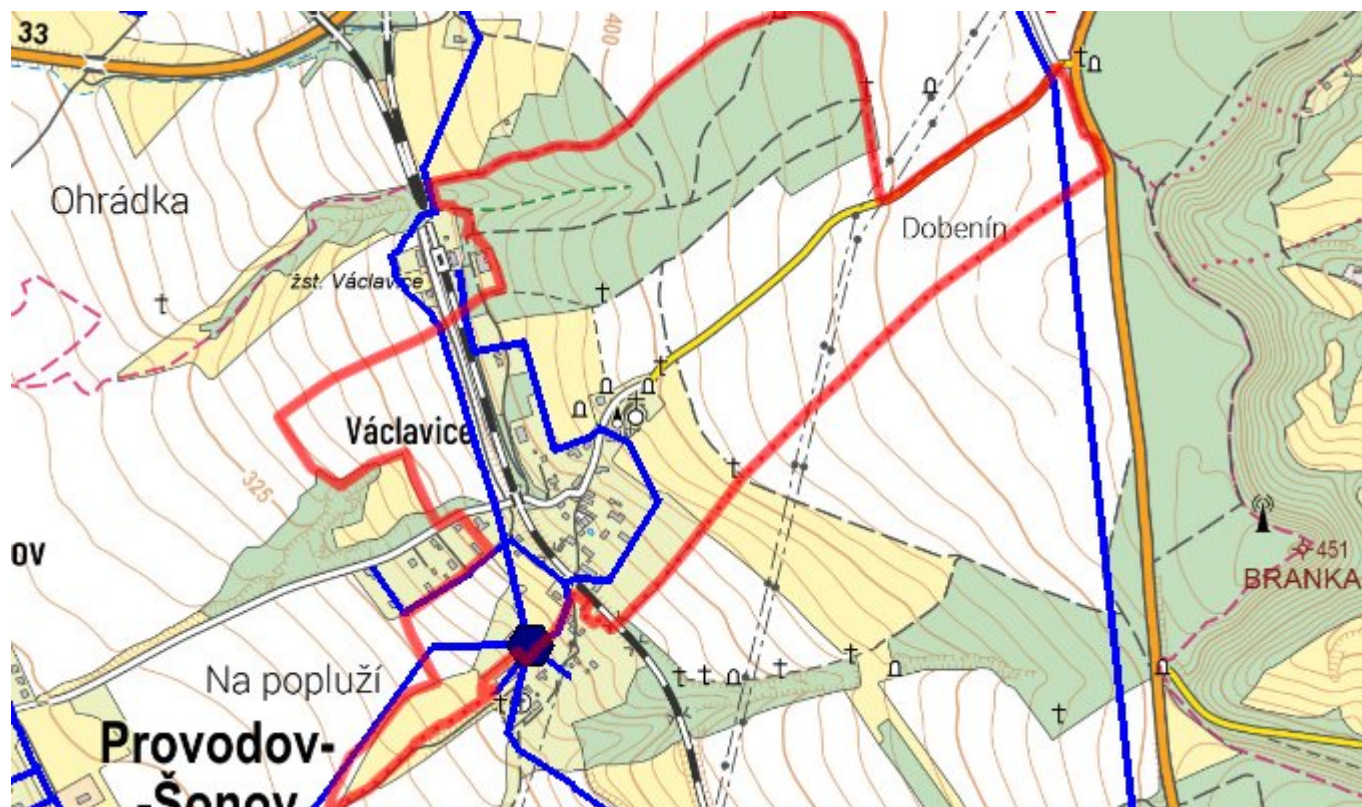 33
400
Ohrádka
žst. Václavice
Dobenín
Václavice
325
OV
451
BRANKA
Na popluží
Provodov-
-Šonov